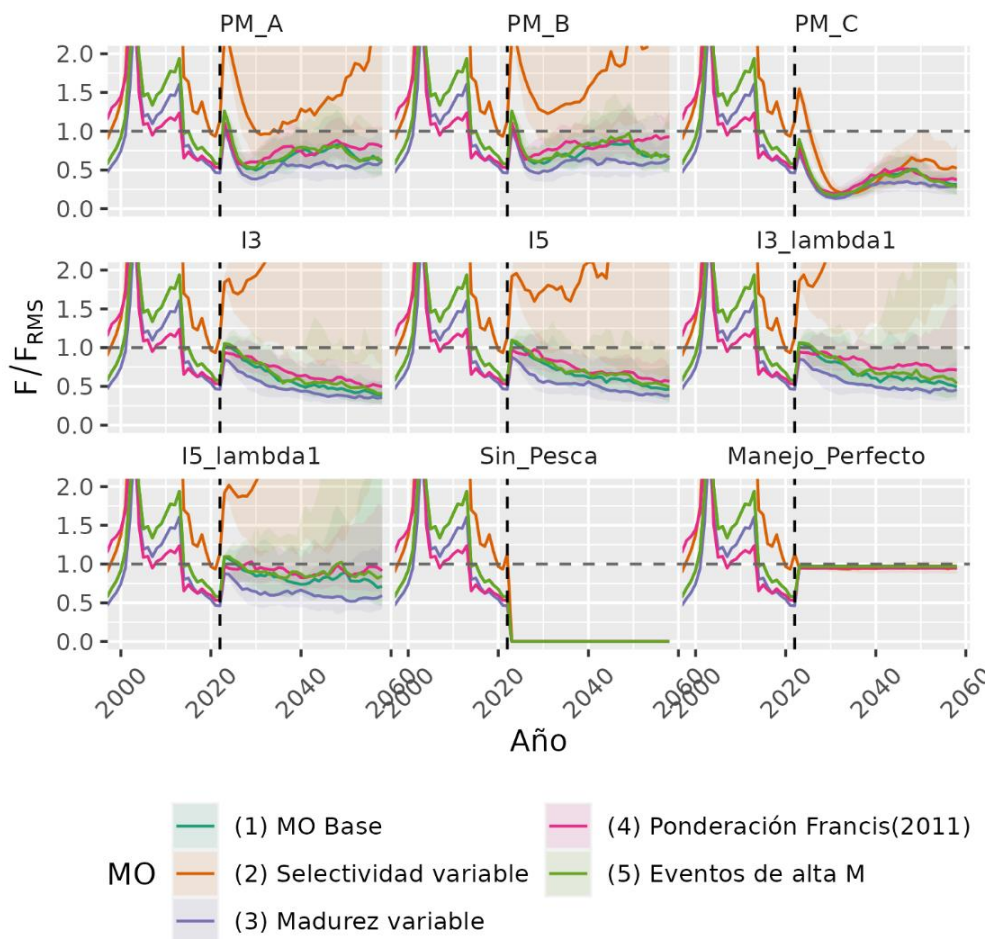 PM_A PM_B PM_C
2.0
1.5
1.0
0.5
0.0
I3 I5 I3_lambda1
2.0
1.5
1.0
0.5
0.0
F/F_RMS
I5_lambda1 Sin_Pesca Manejo_Perfecto
2.0
1.5
1.0
0.5
0.0
2000 2020 2040 2060 2000 2020 2040 2060 2000 2020 2040 2060
Año
MO
(1) MO Base
(2) Selectividad variable
(3) Madurez variable
(4) Ponderación Francis(2011)
(5) Eventos de alta M